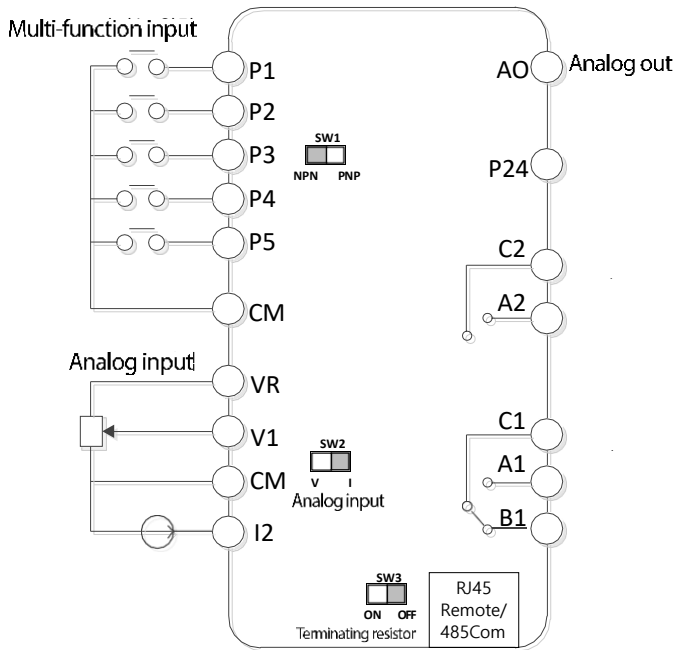 Multi-function input
P1
P2
P3
P4
P5
CM
SW1
NPN PNP
AO
Analog out
P24
C2
A2
Analog input
VR
V1
CM
I2
SW2
V I
Analog input
C1
A1
B1
SW3
ON OFF
Terminating resistor
RJ45
Remote/
485Com